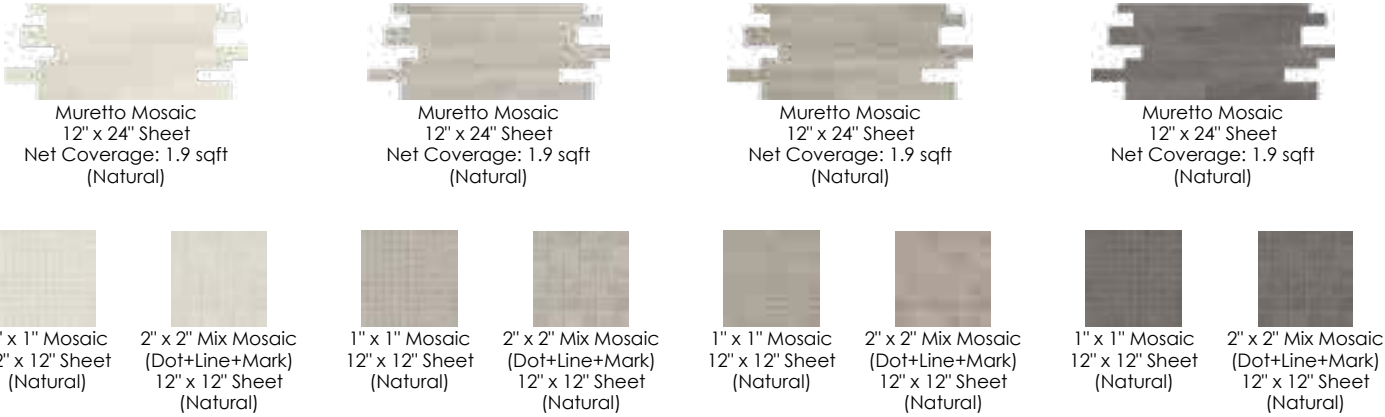 Muretto Mosaic
12" x 24" Sheet
Net Coverage: 1.9 sqft
(Natural)
Muretto Mosaic
12" x 24" Sheet
Net Coverage: 1.9 sqft
(Natural)
Muretto Mosaic
12" x 24" Sheet
Net Coverage: 1.9 sqft
(Natural)
Muretto Mosaic
12" x 24" Sheet
Net Coverage: 1.9 sqft
(Natural)
" x 1" Mosaic
2" x 12" Sheet
(Natural)
2" x 2" Mix Mosaic
(Dot+Line+Mark)
12" x 12" Sheet
(Natural)
1" x 1" Mosaic
12" x 12" Sheet
(Natural)
2" x 2" Mix Mosaic
(Dot+Line+Mark)
12" x 12" Sheet
(Natural)
1" x 1" Mosaic
12" x 12" Sheet
(Natural)
2" x 2" Mix Mosaic
(Dot+Line+Mark)
12" x 12" Sheet
(Natural)
1" x 1" Mosaic
12" x 12" Sheet
(Natural)
2" x 2" Mix Mosaic
(Dot+Line+Mark)
12" x 12" Sheet
(Natural)